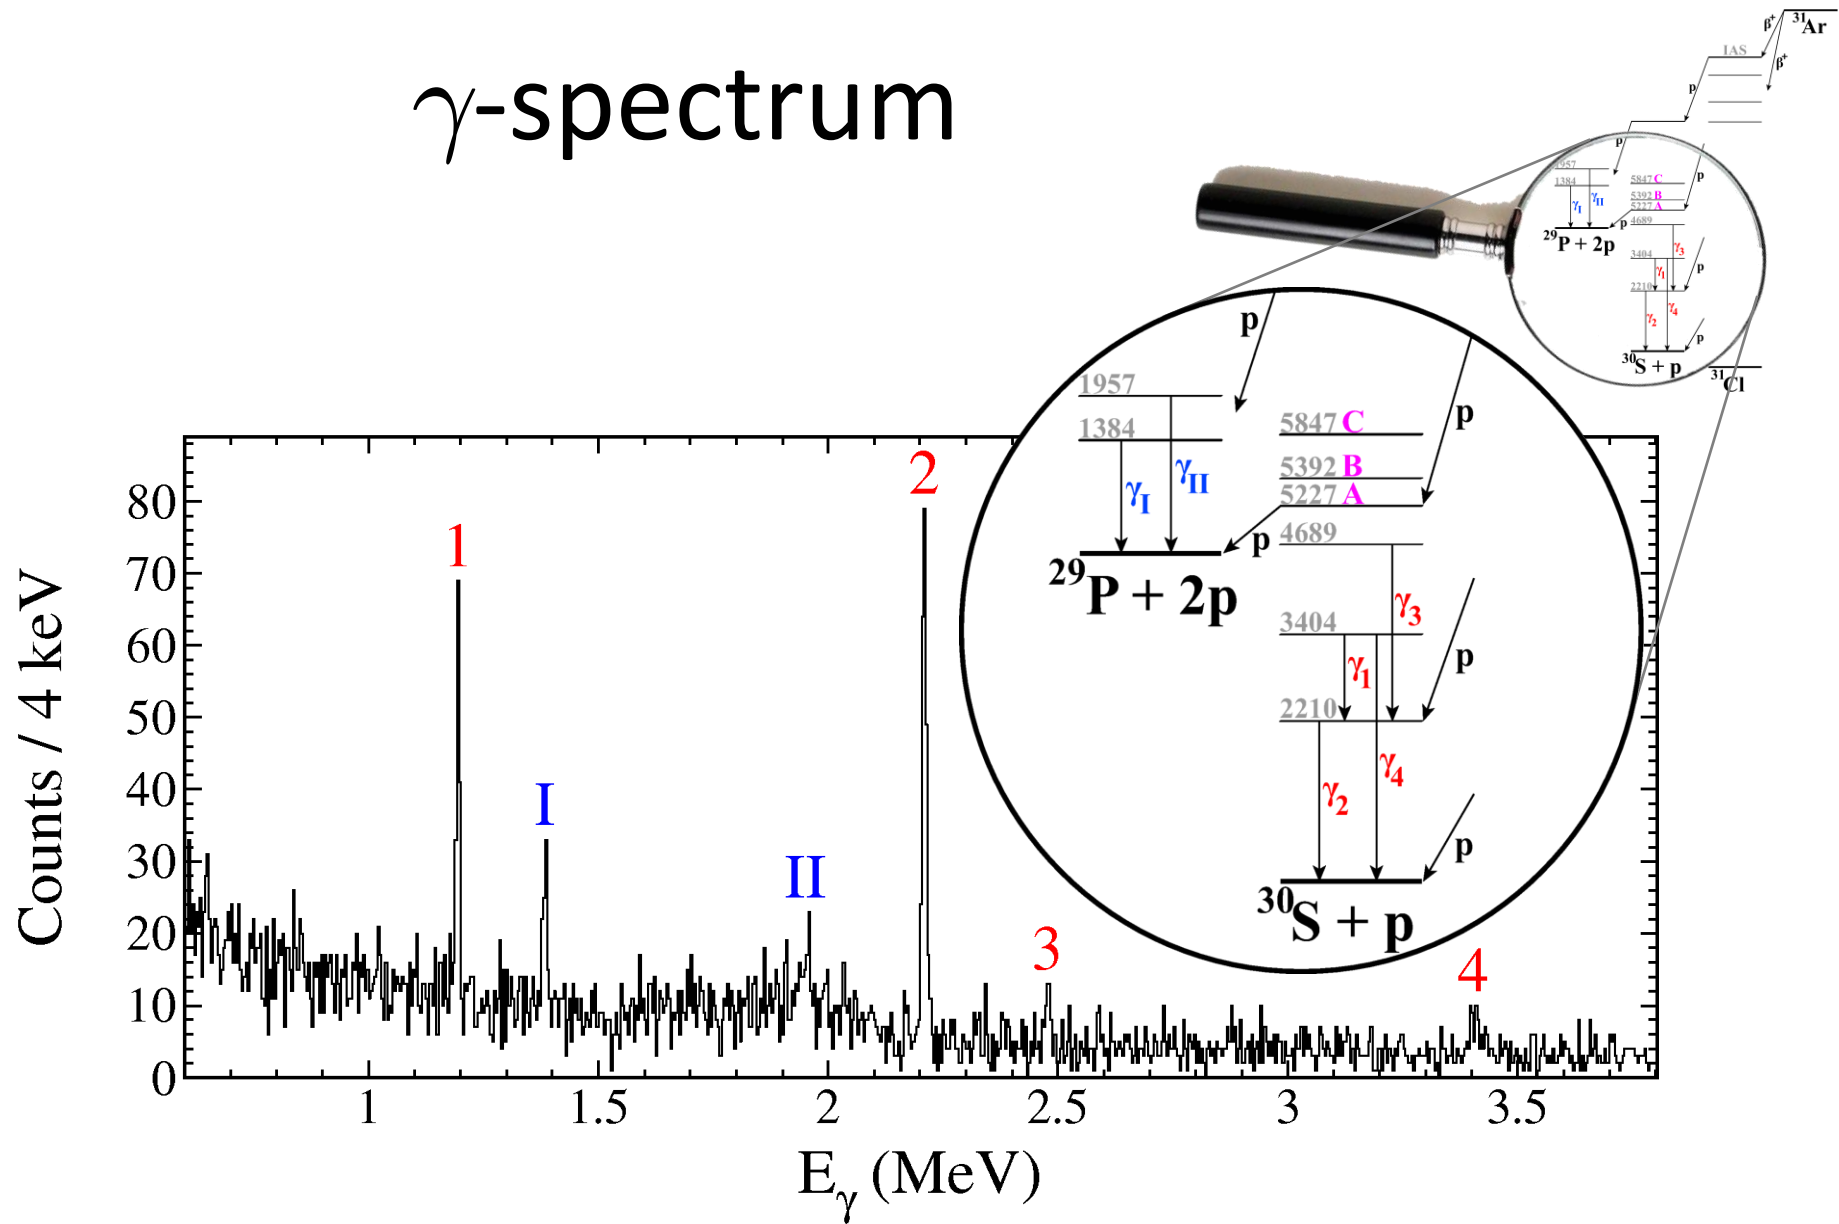 γ-spectrum
β⁺
³¹Ar
IAS
β⁺
p
p
1957
1384
5847 C
5392 B
5227 A
4689
3404
2210
γI
γII
p
p
²⁹P + 2p
γ3
γ1
p
γ2
γ4
p
³⁰S + p
³¹Cl
p
1957
1384
γI
γII
²⁹P + 2p
p
5847 C
5392 B
5227 A
p
4689
3404
γ3
γ1
p
2210
γ2
γ4
p
³⁰S + p
1
I
II
2
3
4
Counts / 4 keV
80
70
60
50
40
30
20
10
0
1
1.5
2
2.5
3
3.5
Eγ (MeV)